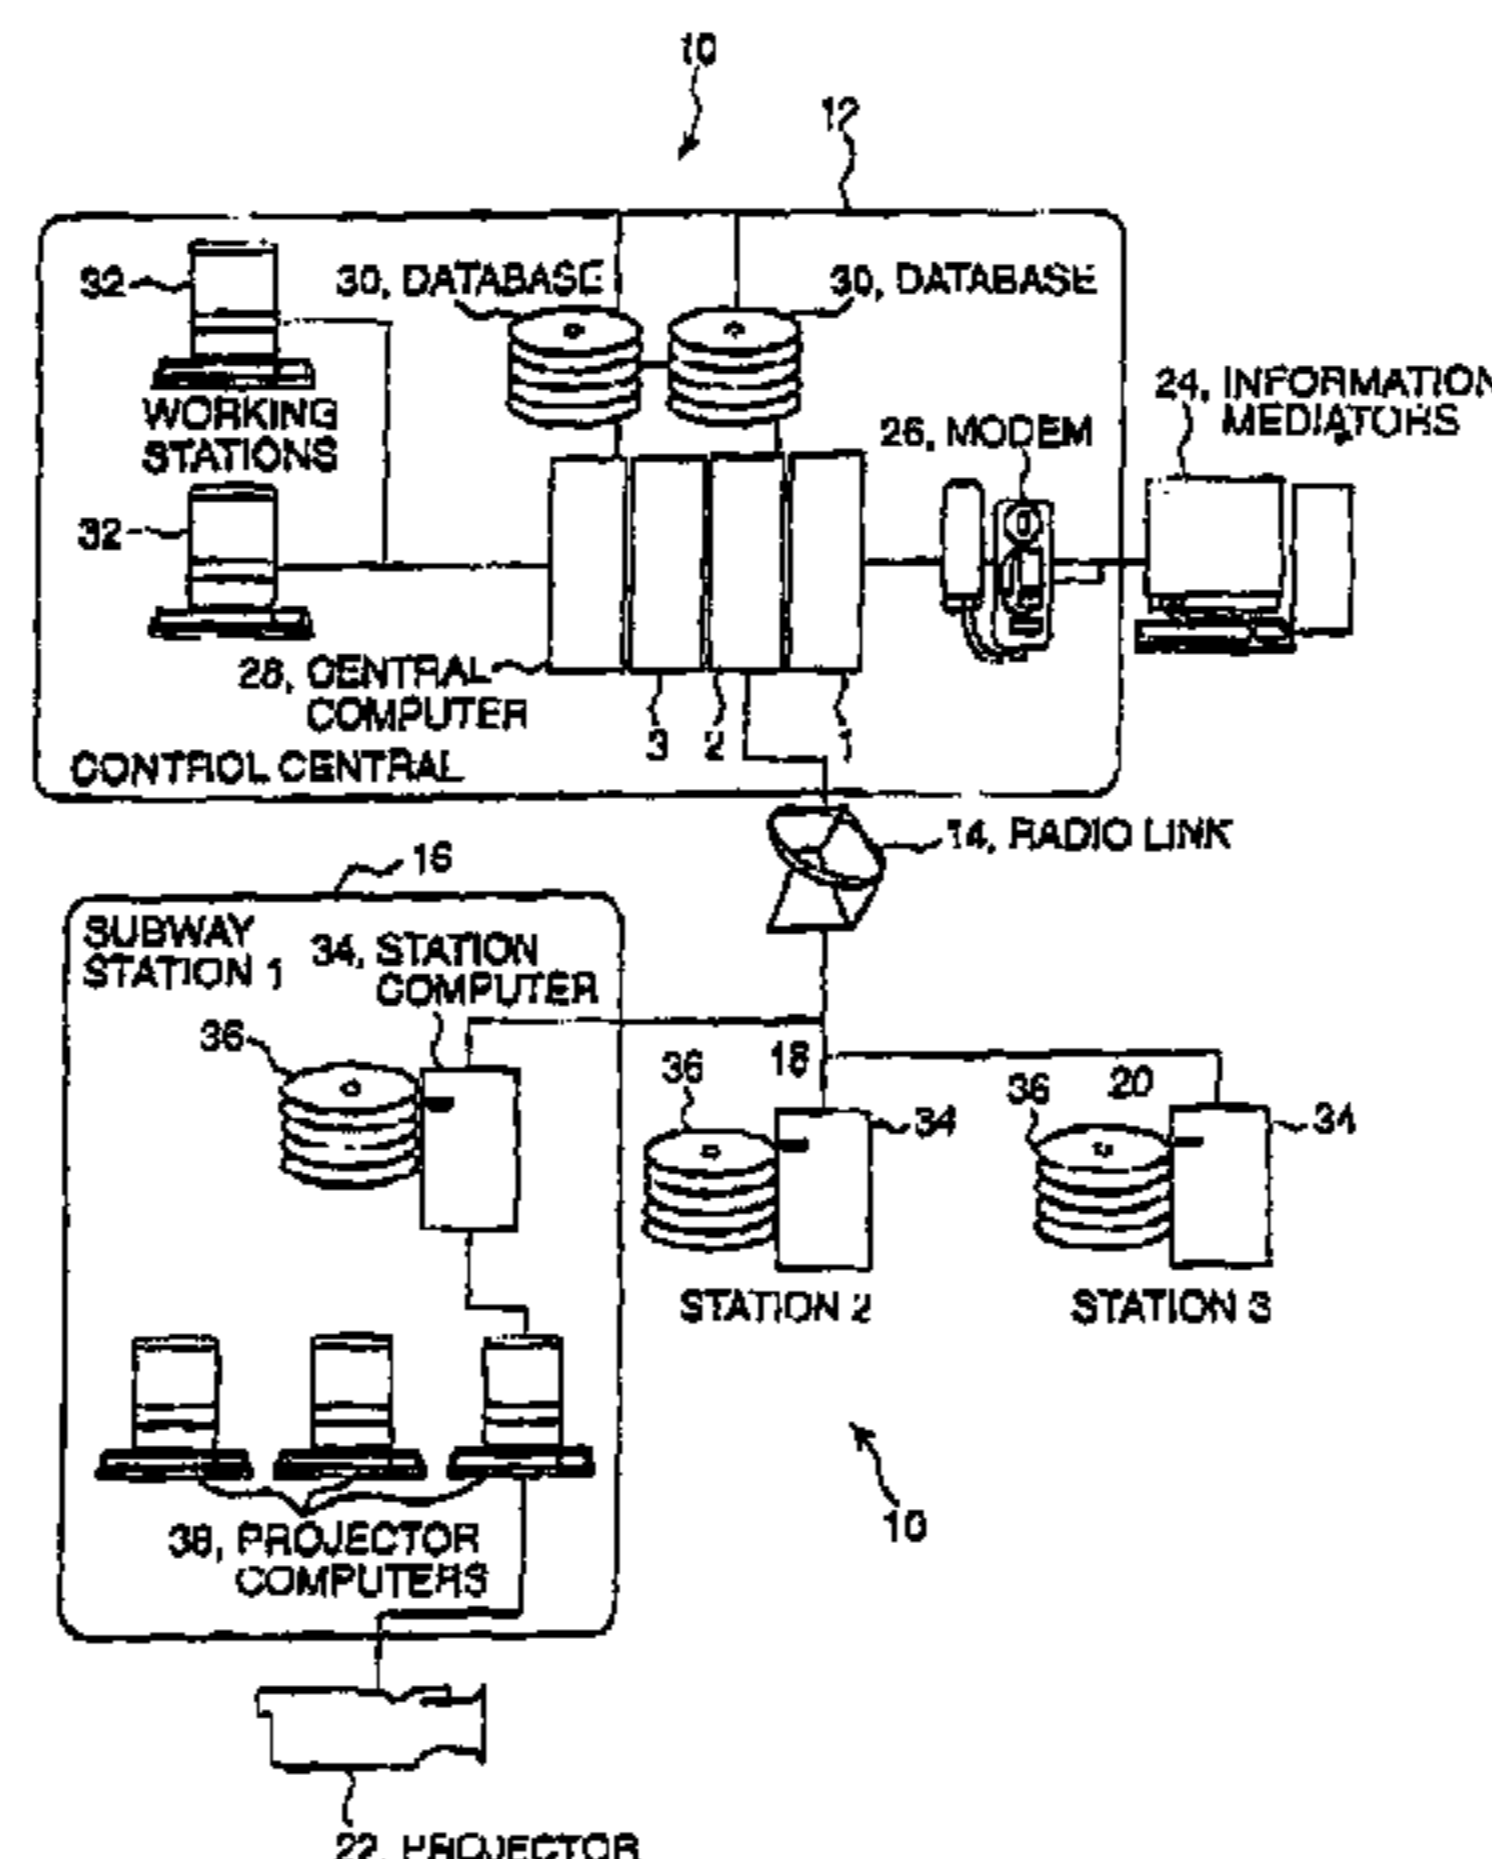 10
12
32
30, DATABASE
30, DATABASE
WORKING
STATIONS
24, INFORMATION
MEDIATORS
26, MODEM
32
28, CENTRAL
COMPUTER
3
2
1
CONTROL CENTRAL
14, RADIO LINK
16
SUBWAY
STATION 1
34, STATION
COMPUTER
36
36
18
34
36
20
34
STATION 2
STATION 3
38, PROJECTOR
COMPUTERS
10
22, PROJECTOR